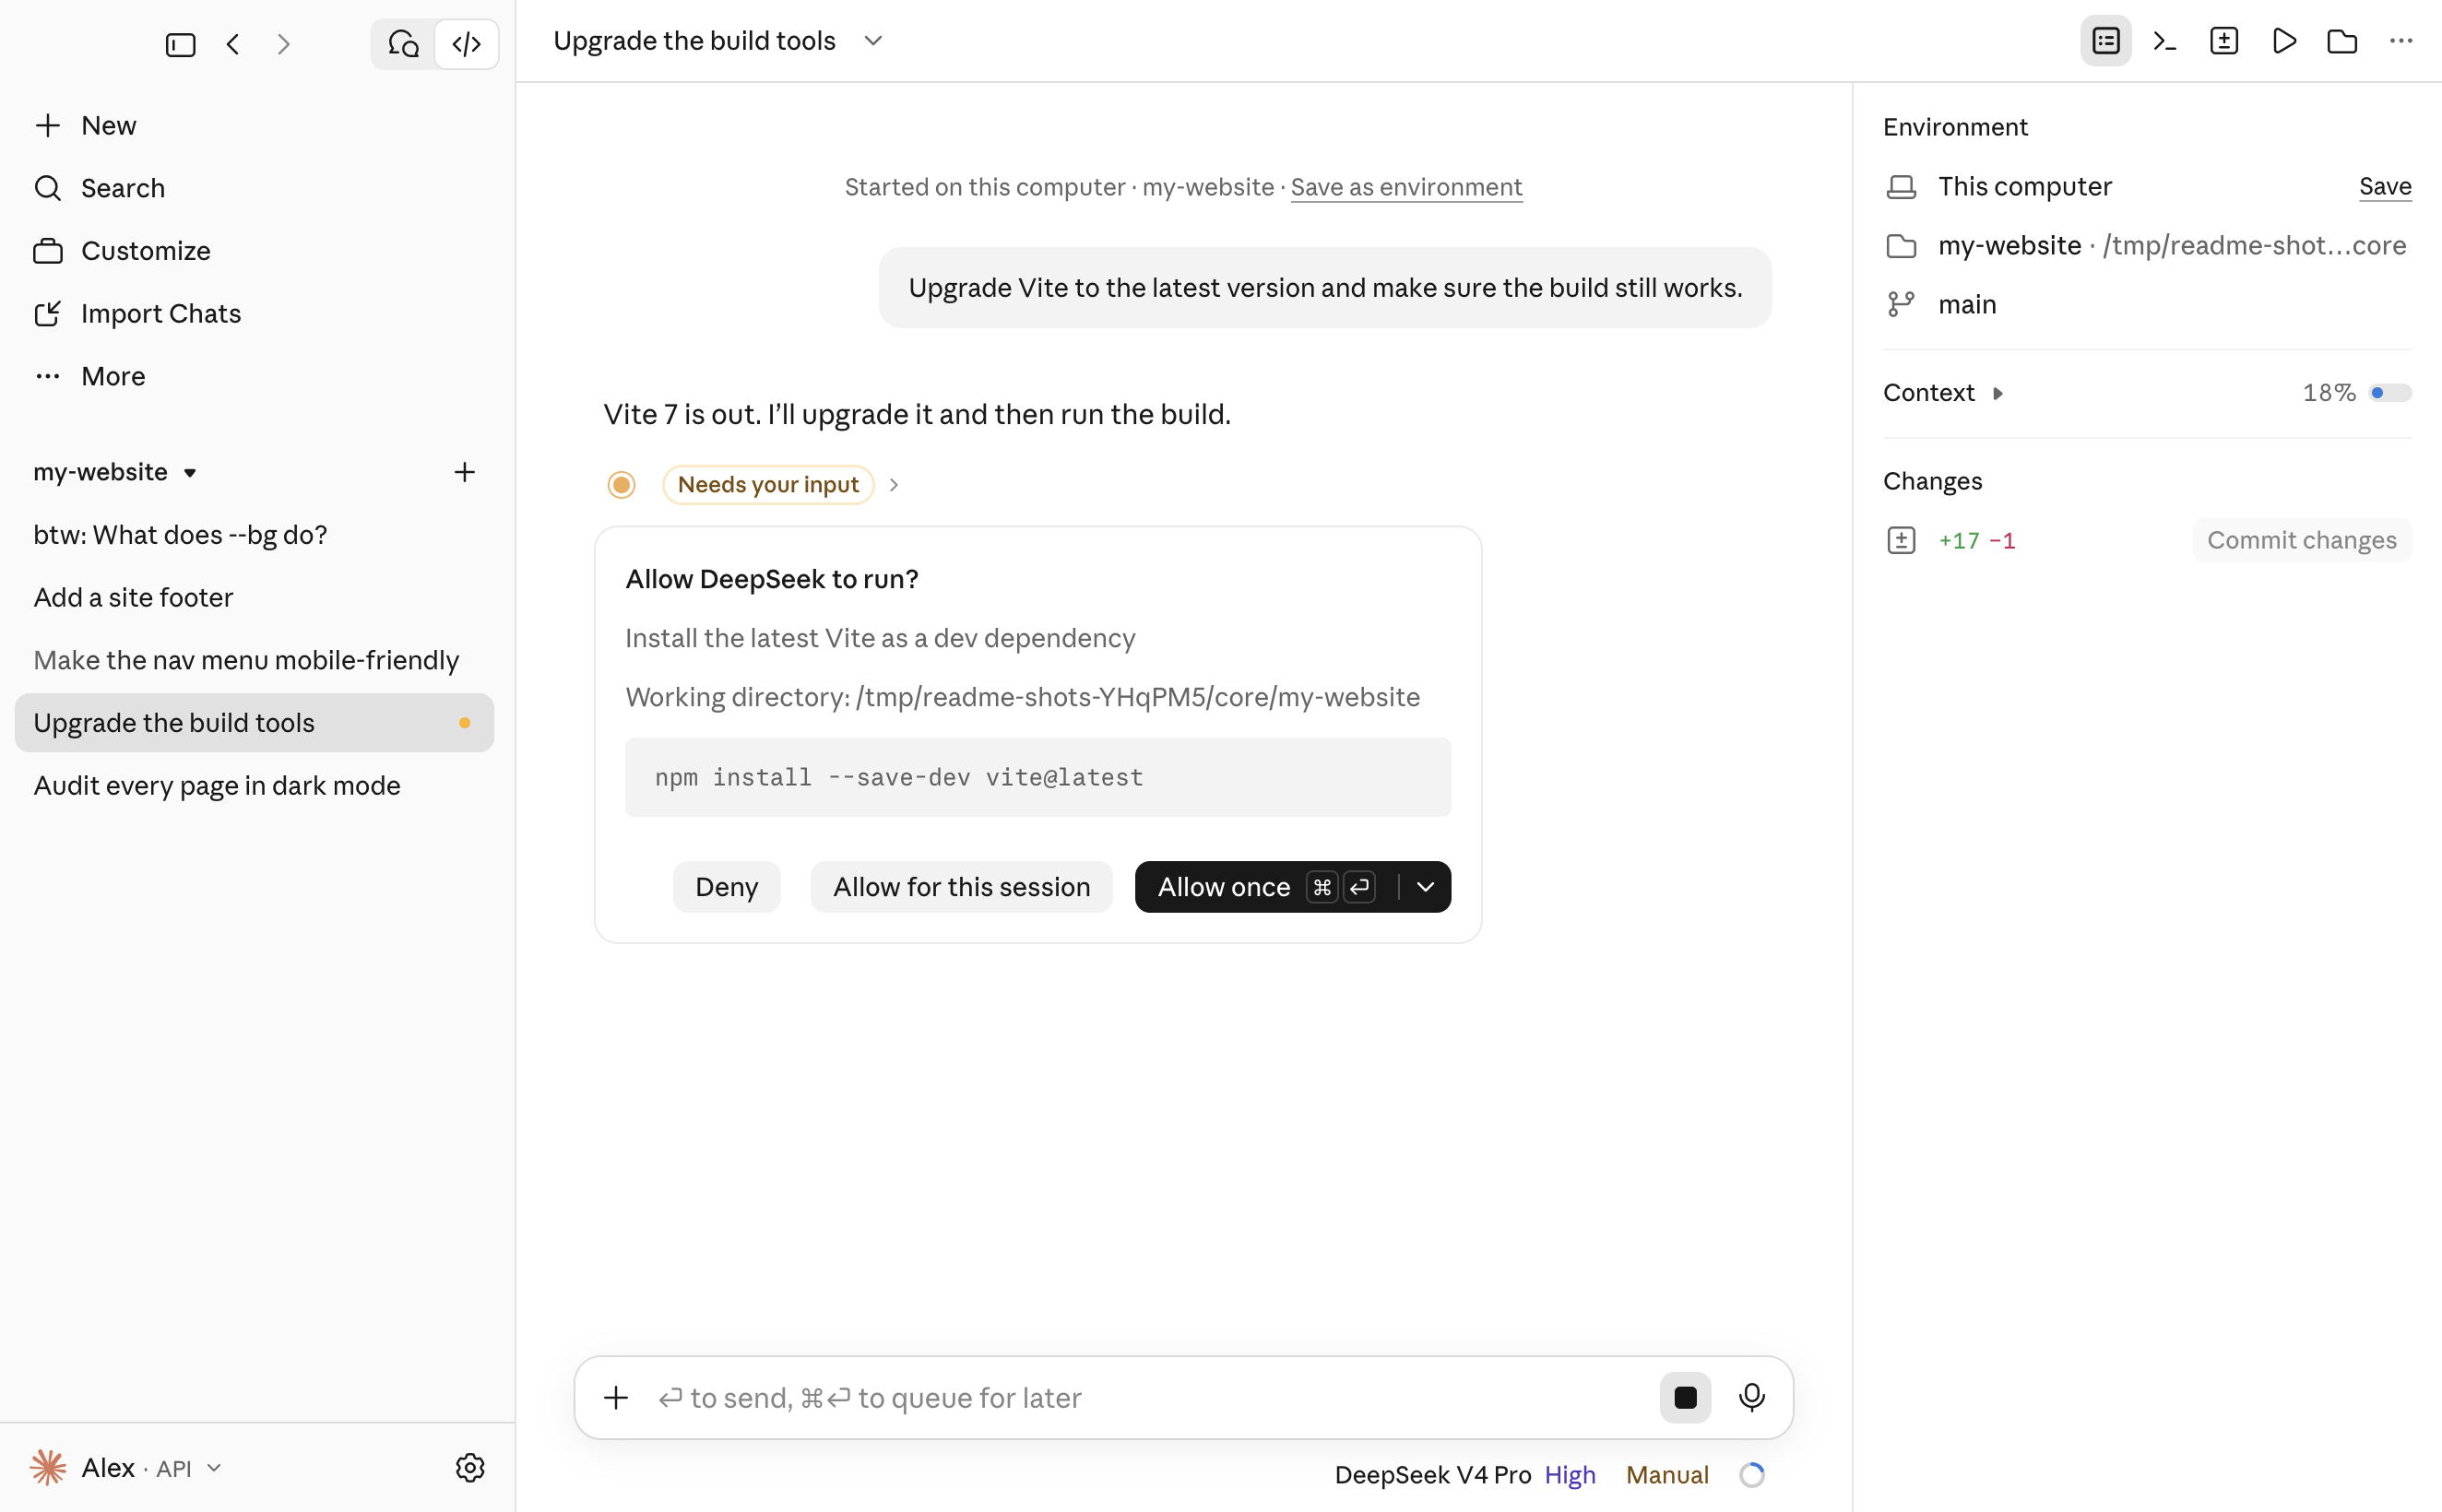 Upgrade the build tools
New
Search
Customize
Import Chats
More
my-website
btw: What does --bg do?
Add a site footer
Make the nav menu mobile-friendly
Upgrade the build tools
Audit every page in dark mode
Alex · API
Started on this computer · my-website · Save as environment
Upgrade Vite to the latest version and make sure the build still works.
Vite 7 is out. I’ll upgrade it and then run the build.
Needs your input
Allow DeepSeek to run?
Install the latest Vite as a dev dependency
Working directory: /tmp/readme-shots-YHqPM5/core/my-website
npm install --save-dev vite@latest
Deny
Allow for this session
Allow once ⌘ ⏎
⏎ to send, ⌘⏎ to queue for later
DeepSeek V4 Pro High Manual
Environment
This computer Save
my-website · /tmp/readme-shot…core
main
Context 18%
Changes
+17 −1 Commit changes